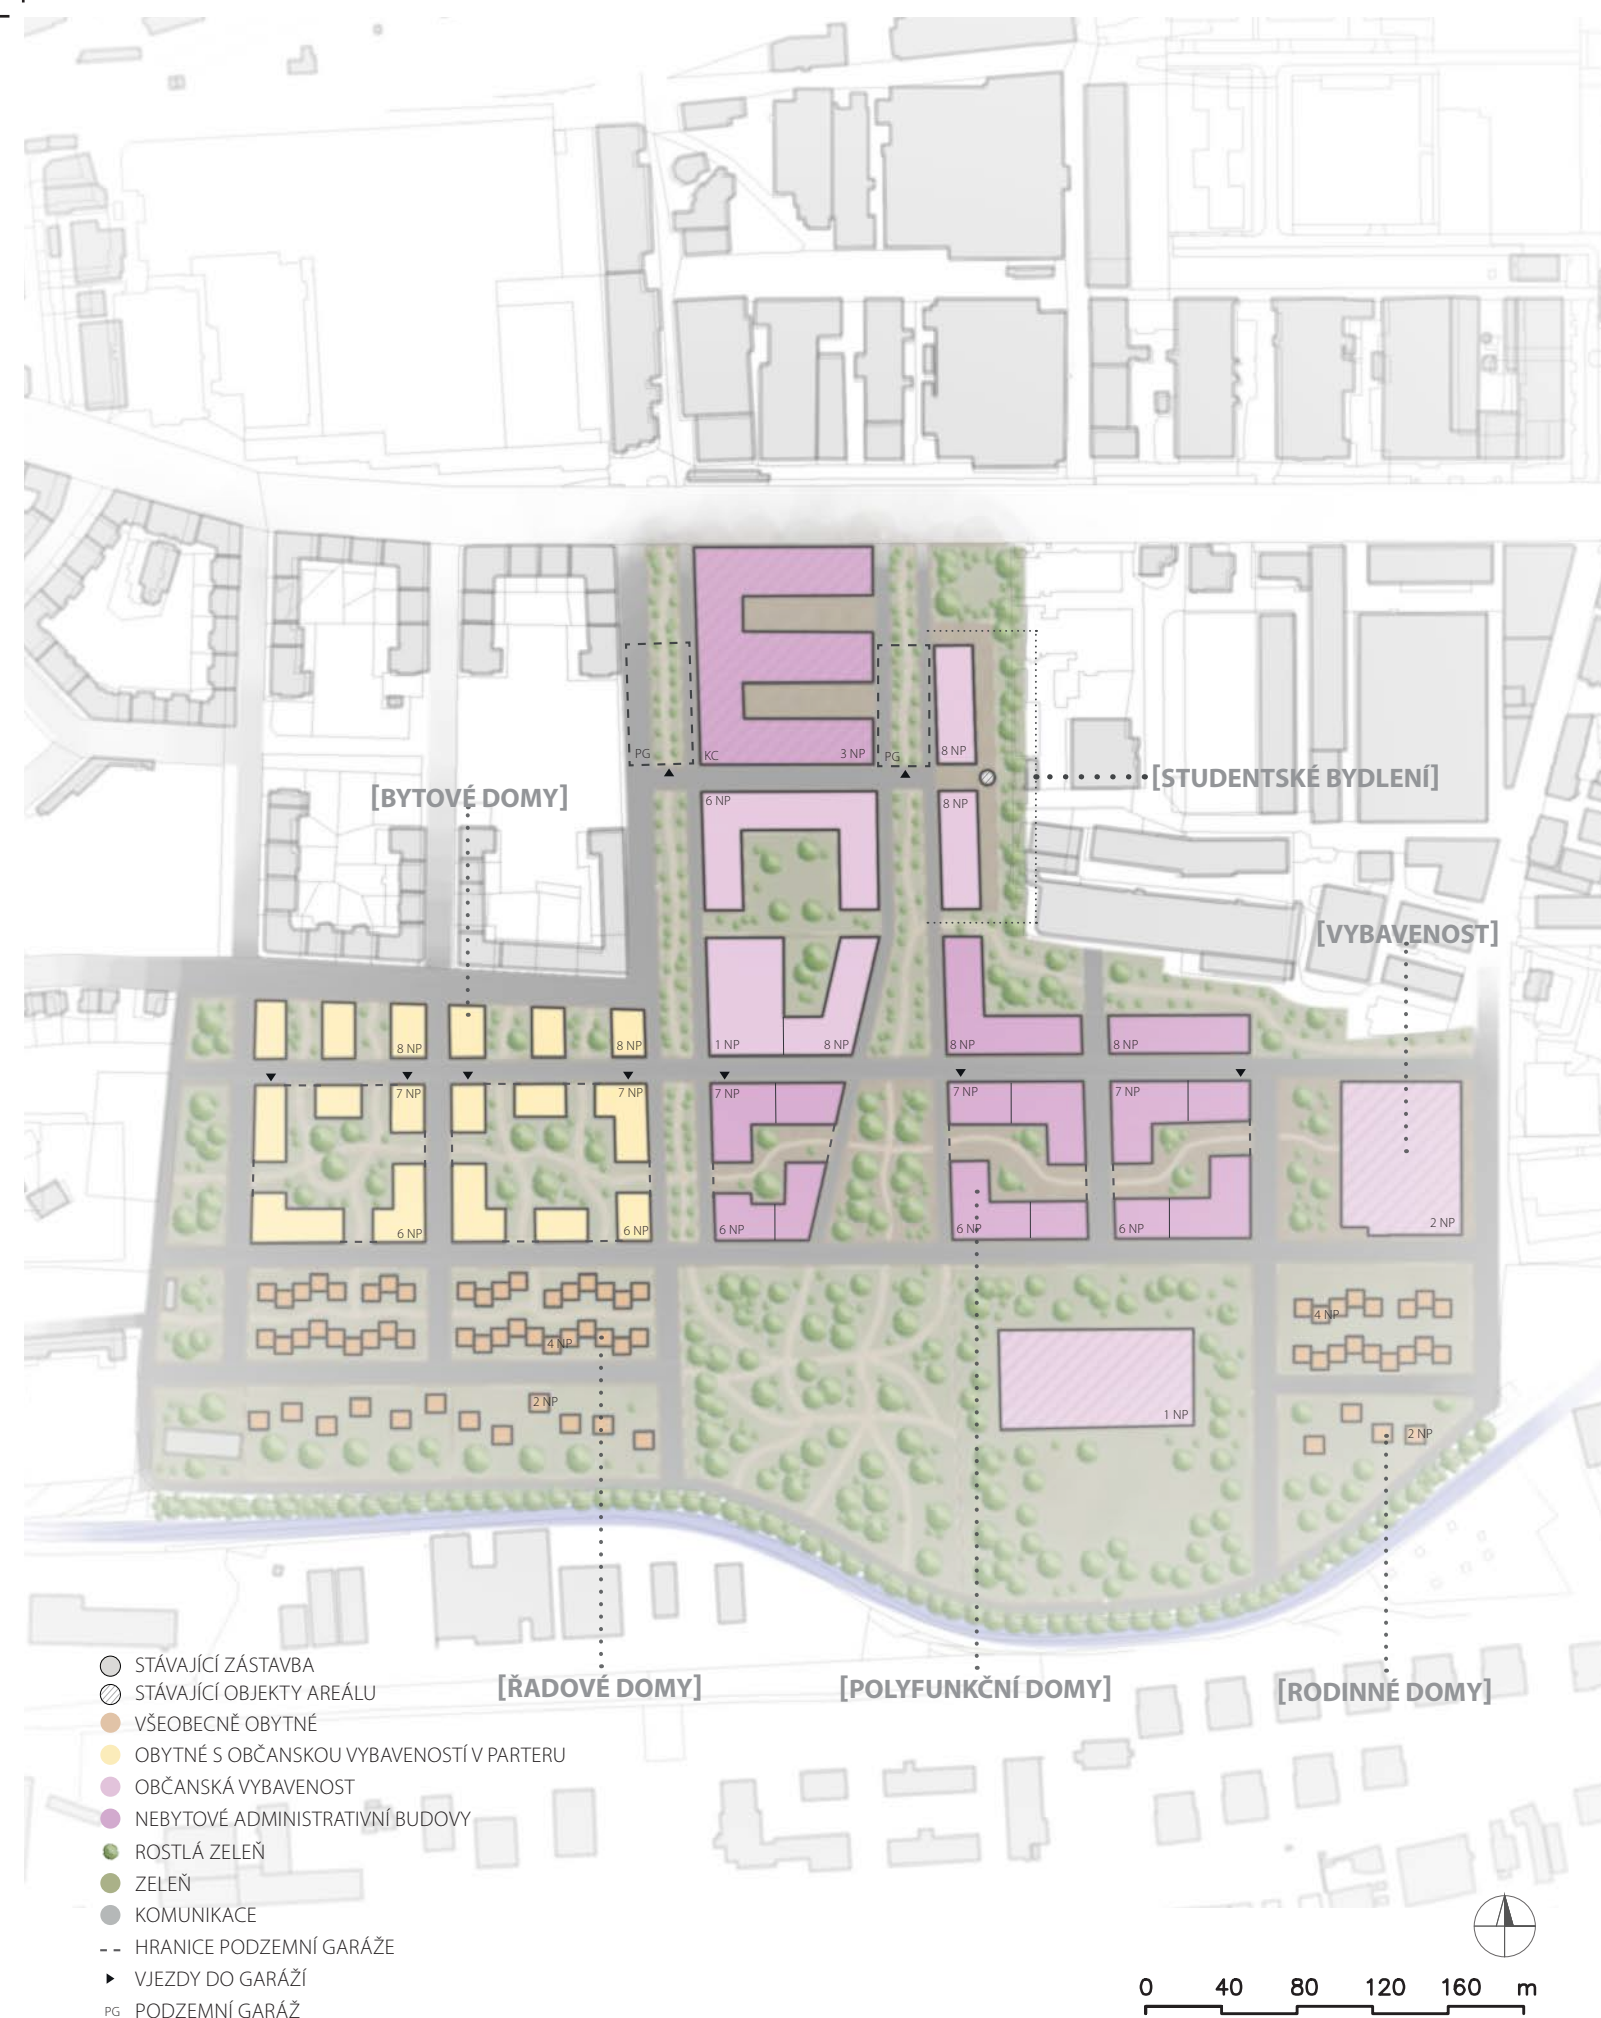 PG
KC
3 NP
PG
8 NP
[STUDENTSKÉ BYDLENÍ]
[BYTOVÉ DOMY]
6 NP
8 NP
[VYBAVENOST]
8 NP
8 NP
1 NP
8 NP
8 NP
8 NP
7 NP
7 NP
7 NP
7 NP
7 NP
6 NP
6 NP
6 NP
6 NP
6 NP
2 NP
4 NP
4 NP
2 NP
1 NP
2 NP
[ŘADOVÉ DOMY]
[POLYFUNKČNÍ DOMY]
[RODINNÉ DOMY]
STÁVAJÍCÍ ZÁSTAVBA
STÁVAJÍCÍ OBJEKTY AREÁLU
VŠEOBECNĚ OBYTNÉ
OBYTNÉ S OBČANSKOU VYBAVENOSTÍ V PARTERU
OBČANSKÁ VYBAVENOST
NEBYTOVÉ ADMINISTRATIVNÍ BUDOVY
ROSTLÁ ZELEŇ
ZELEŇ
KOMUNIKACE
HRANICE PODZEMNÍ GARÁŽE
VJEZDY DO GARÁŽÍ
PG PODZEMNÍ GARÁŽ
0 40 80 120 160 m